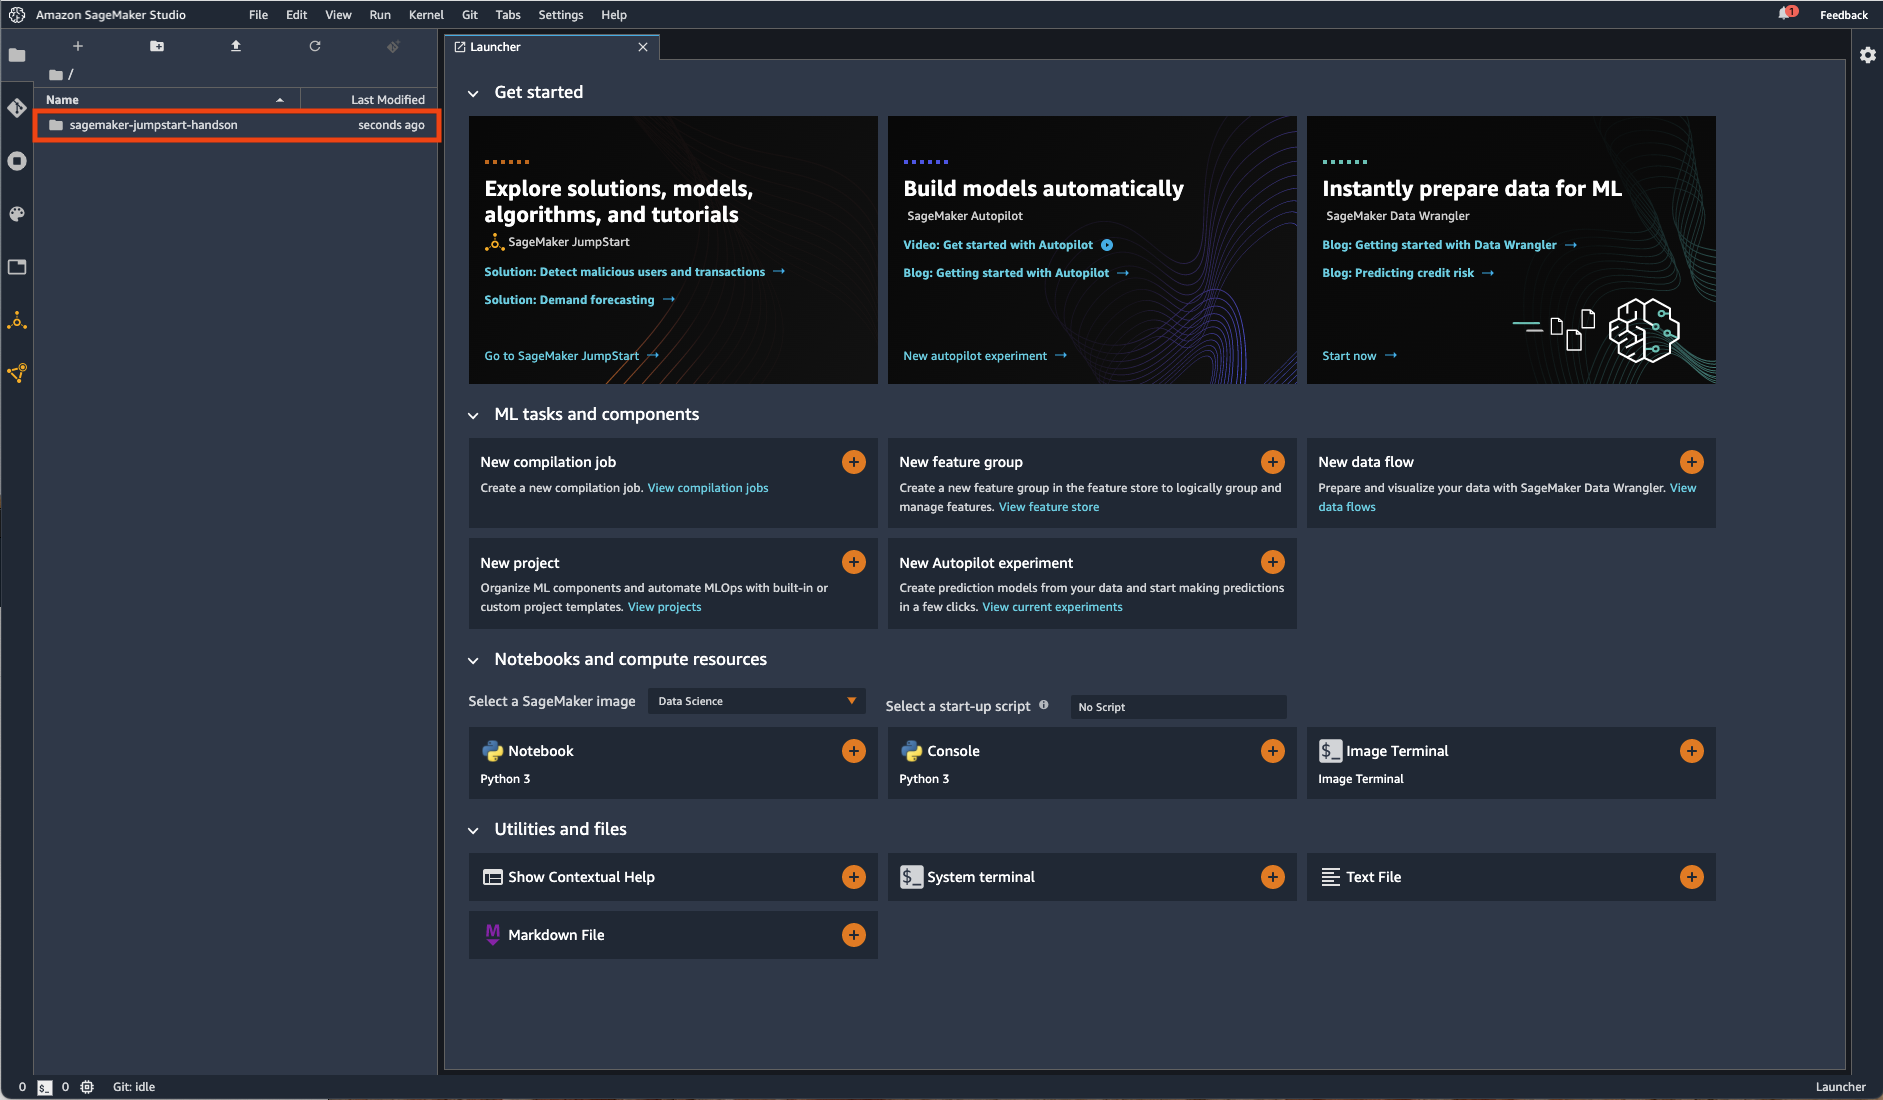 Amazon SageMaker Studio File Edit View Run Kernel Git Tabs Settings Help 1 Feedback
Launcher
/
Name Last Modified
sagemaker-jumpstart-handson seconds ago
Get started
Explore solutions, models,
algorithms, and tutorials
SageMaker JumpStart
Solution: Detect malicious users and transactions →
Solution: Demand forecasting →
Go to SageMaker JumpStart →
Build models automatically
SageMaker Autopilot
Video: Get started with Autopilot
Blog: Getting started with Autopilot →
New autopilot experiment →
Instantly prepare data for ML
SageMaker Data Wrangler
Blog: Getting started with Data Wrangler →
Blog: Predicting credit risk →
Start now →
ML tasks and components
New compilation job
Create a new compilation job. View compilation jobs
New feature group
Create a new feature group in the feature store to logically group and
manage features. View feature store
New data flow
Prepare and visualize your data with SageMaker Data Wrangler. View
data flows
New project
Organize ML components and automate MLOps with built-in or
custom project templates. View projects
New Autopilot experiment
Create prediction models from your data and start making predictions
in a few clicks. View current experiments
Notebooks and compute resources
Select a SageMaker image Data Science
Select a start-up script No Script
Notebook
Python 3
Console
Python 3
$_ Image Terminal
Image Terminal
Utilities and files
Show Contextual Help
$_ System terminal
Text File
M Markdown File
0 $_ 0 Git: idle Launcher